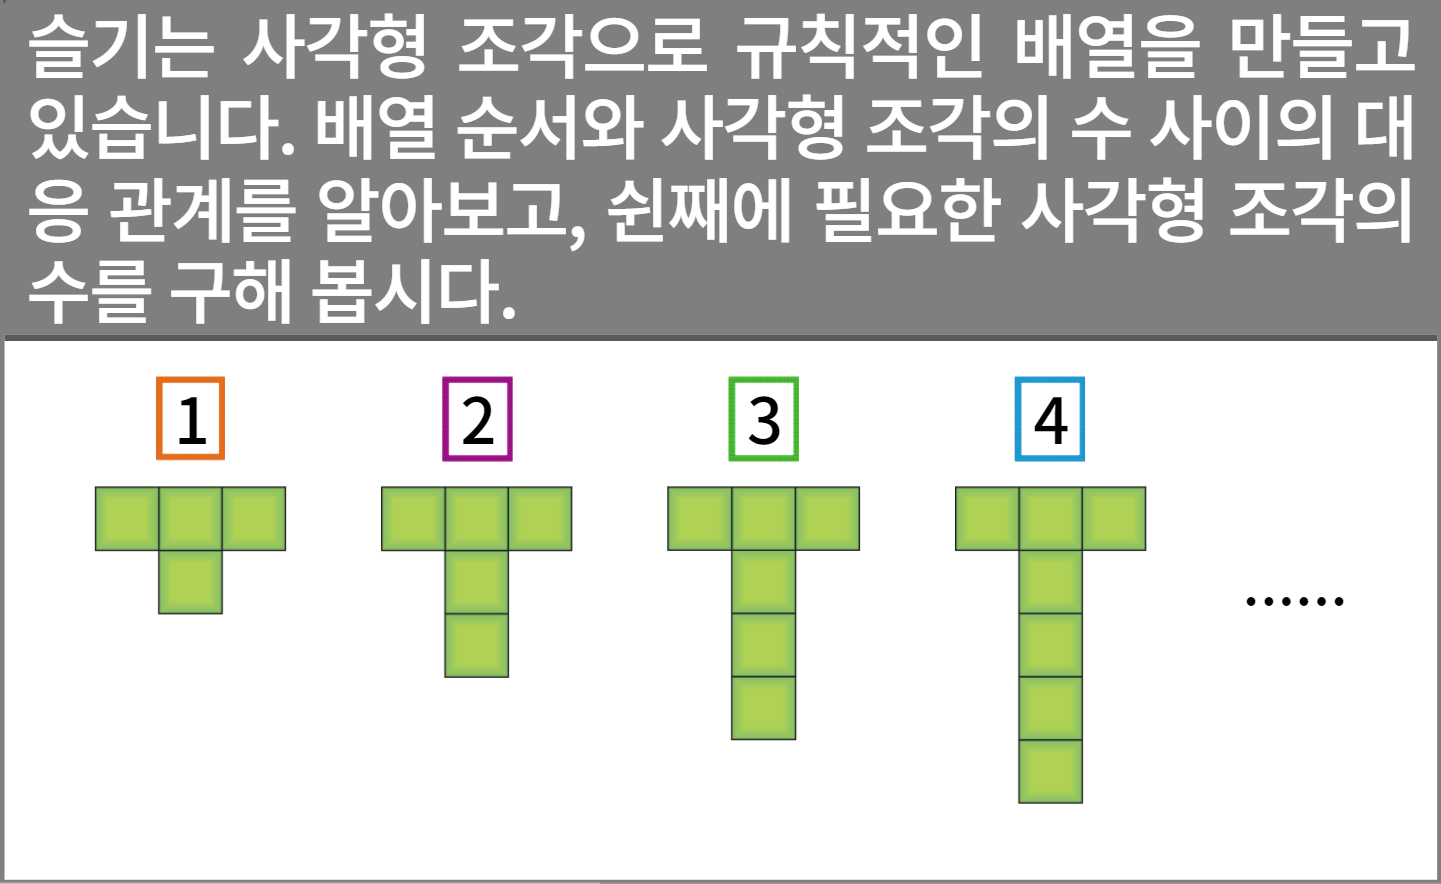 슬기는 사각형 조각으로 규칙적인 배열을 만들고
있습니다. 배열 순서와 사각형 조각의 수 사이의 대
응 관계를 알아보고, 쉰째에 필요한 사각형 조각의
수를 구해 봅시다.
1 2 3 4
......